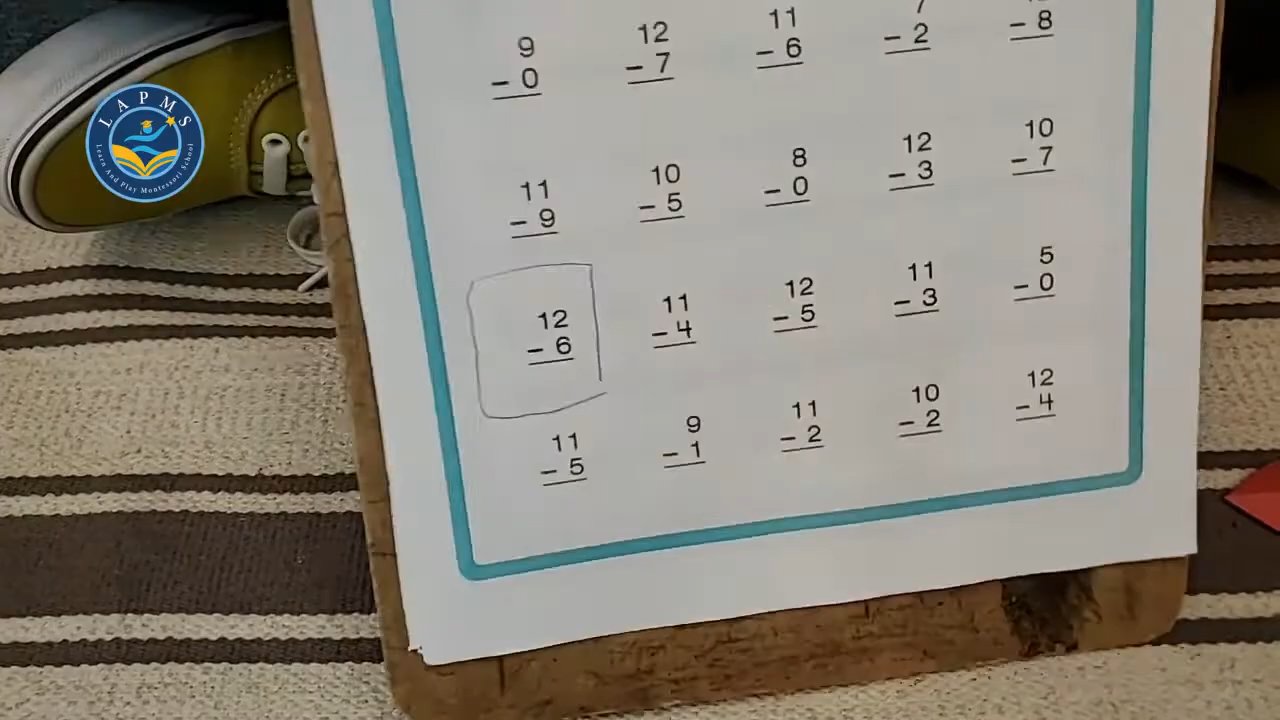 LAPMS
Learn And Play Montessori School
9 12 11 7
- 0 - 7 - 6 - 2 - 8
11 10 8 12 10
- 9 - 5 - 0 - 3 - 7
12 11 12 11 5
- 6 - 4 - 5 - 3 - 0
11 9 11 10 12
- 5 - 1 - 2 - 2 - 4